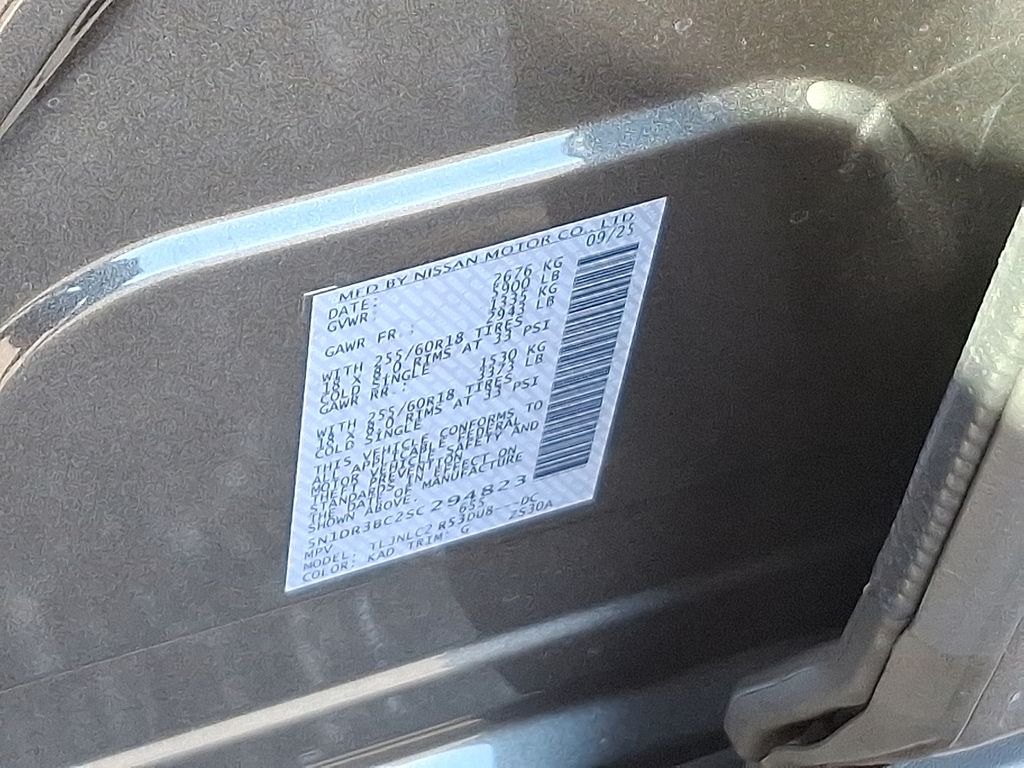 MFD BY NISSAN MOTOR CO., LTD
DATE: 09/25
GVWR: 2676 KG
5900 LB
GAWR FR.: 1335 KG
2943 LB
WITH 255/60R18 TIRES
18 X 8.0 RIMS AT 33 PSI
COLD SINGLE
GAWR RR.: 1530 KG
3373 LB
WITH 255/60R18 TIRES,
18 X 8.0 RIMS AT 33 PSI
COLD SINGLE
THIS VEHICLE CONFORMS TO
ALL APPLICABLE FEDERAL
MOTOR VEHICLE SAFETY AND
THEFT PREVENTION
STANDARDS IN EFFECT ON
THE DATE OF MANUFACTURE
SHOWN ABOVE.
5N1DR3BC2SC294823
MPV 655 -DC
MODEL: TLJNLC2 R53DU8- ZS30A
COLOR: KAD TRIM: G